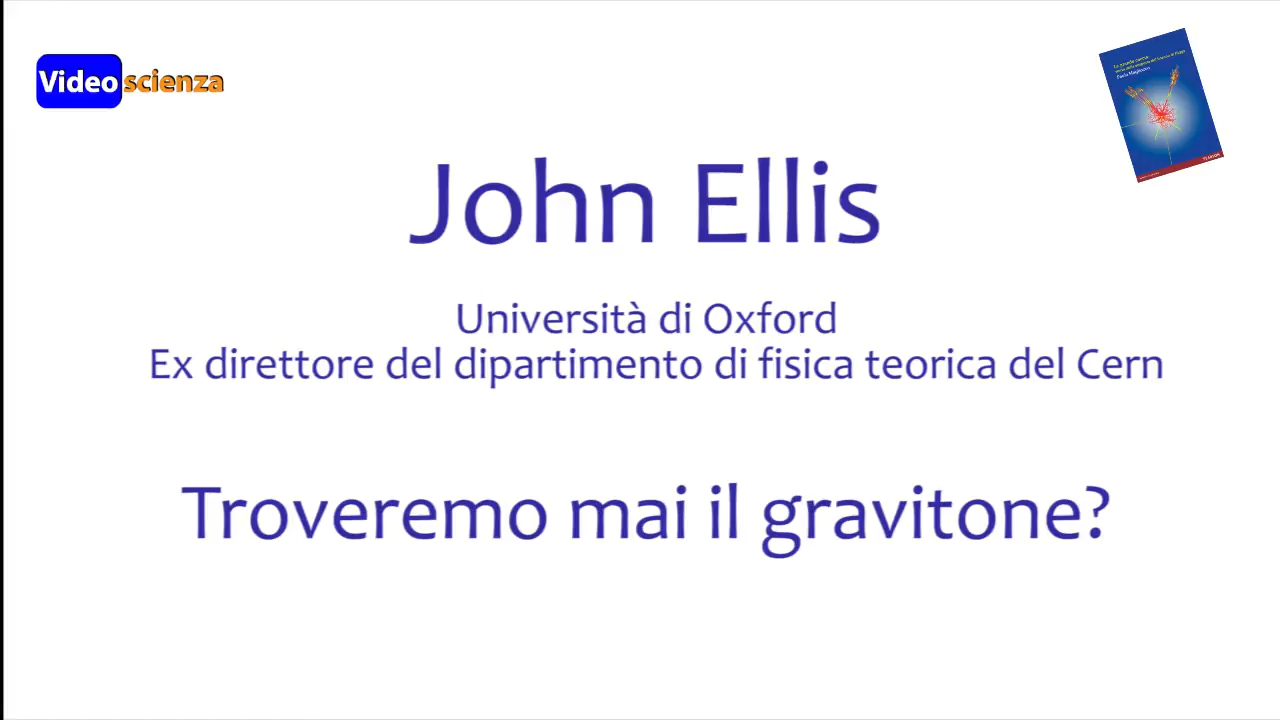 Videoscienza
John Ellis
Università di Oxford
Ex direttore del dipartimento di fisica teorica del Cern
Troveremo mai il gravitone?